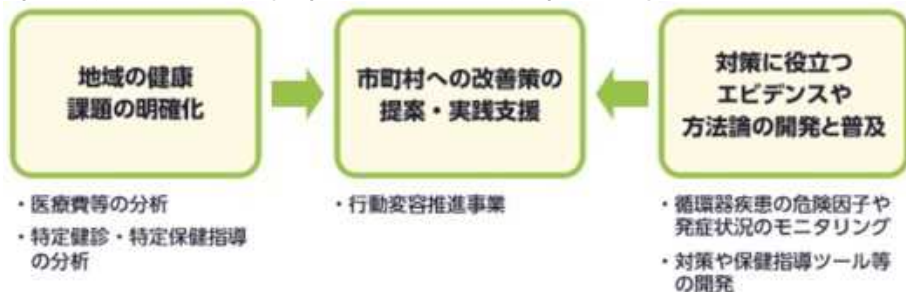 地域の健康
課題の明確化
市町村への改善策の
提案・実践支援
対策に役立つ
エビデンスや
方法論の開発と普及
・医療費等の分析
・特定健診・特定保健指導
の分析
・行動変容推進事業
・循環器疾患の危険因子や
発症状況のモニタリング
・対策や保健指導ツール等
の開発